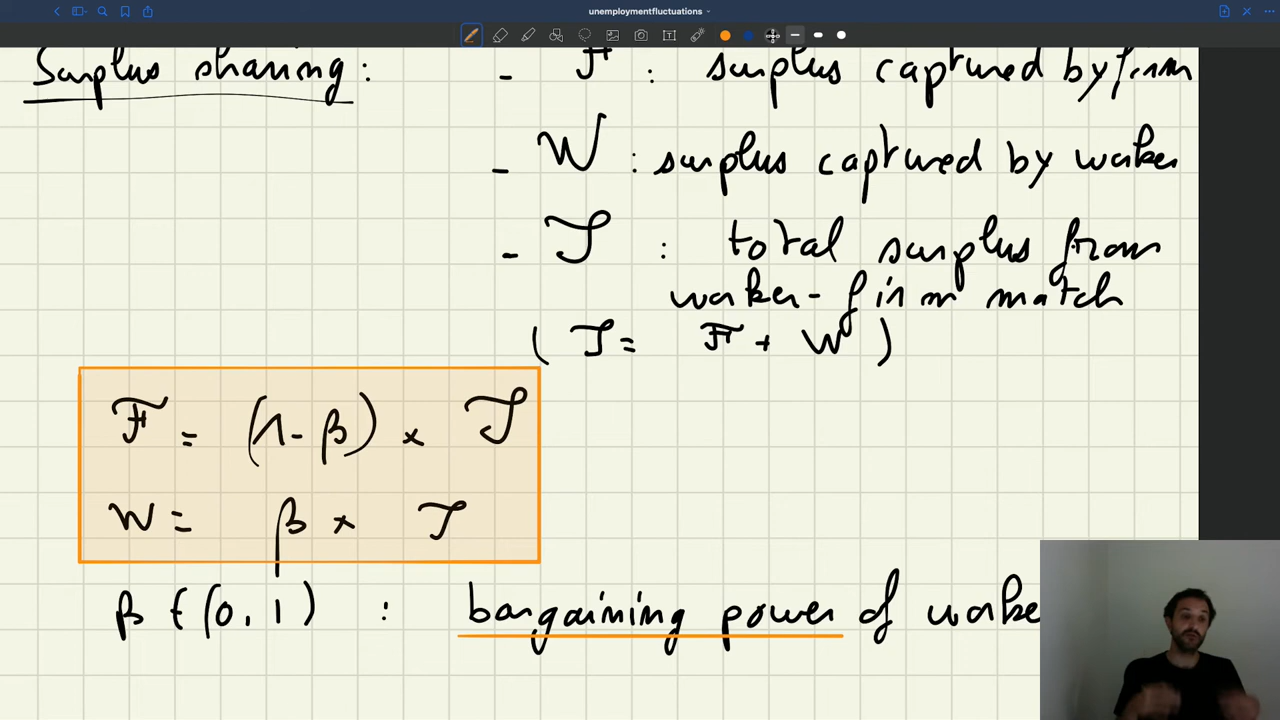 unemploymentfluctuations
Surplus sharing:
- F : surplus captured by firm
- W : surplus captured by worker
- T : total surplus from
worker-firm match
( T = F + W )
F = (1-β) × T
W = β × T
β ∈ (0,1) : bargaining power of worke